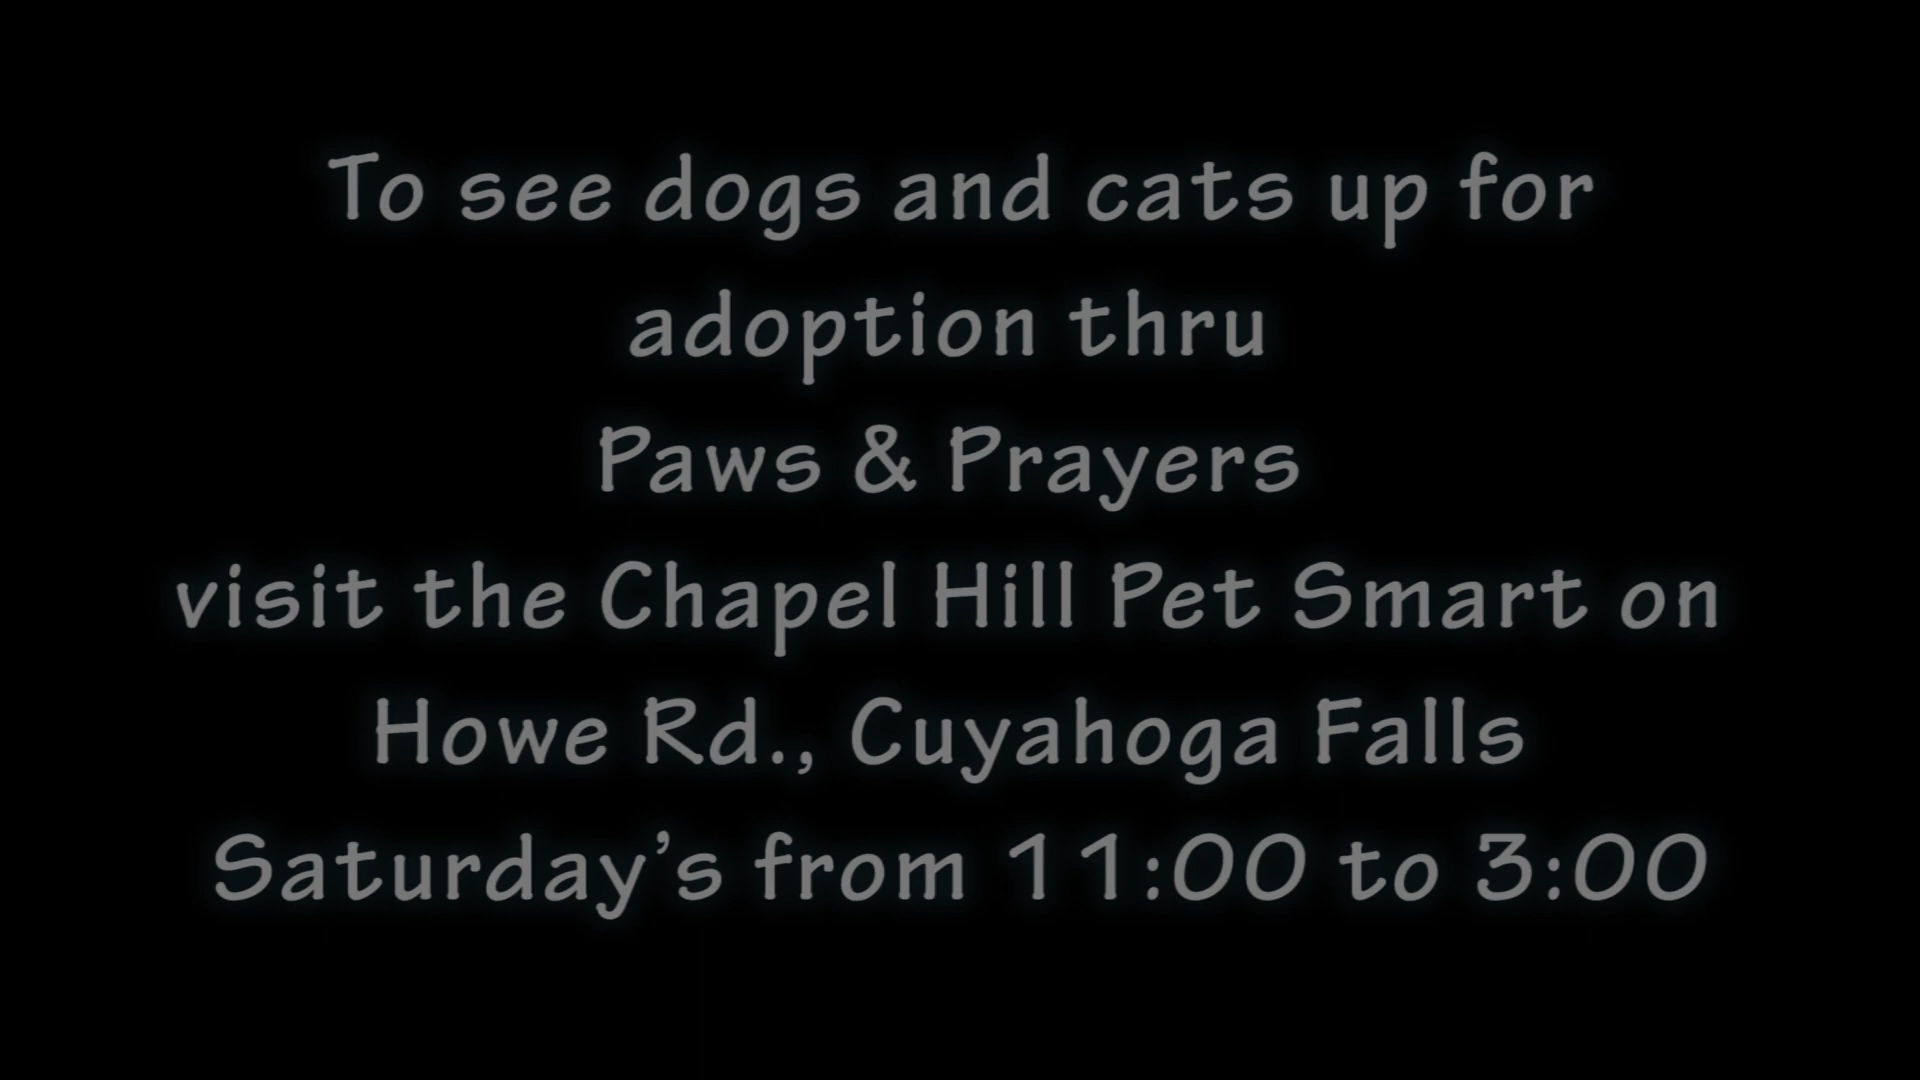 To see dogs and cats up for
adoption thru
Paws & Prayers
visit the Chapel Hill Pet Smart on
Howe Rd., Cuyahoga Falls
Saturday’s from 11:00 to 3:00